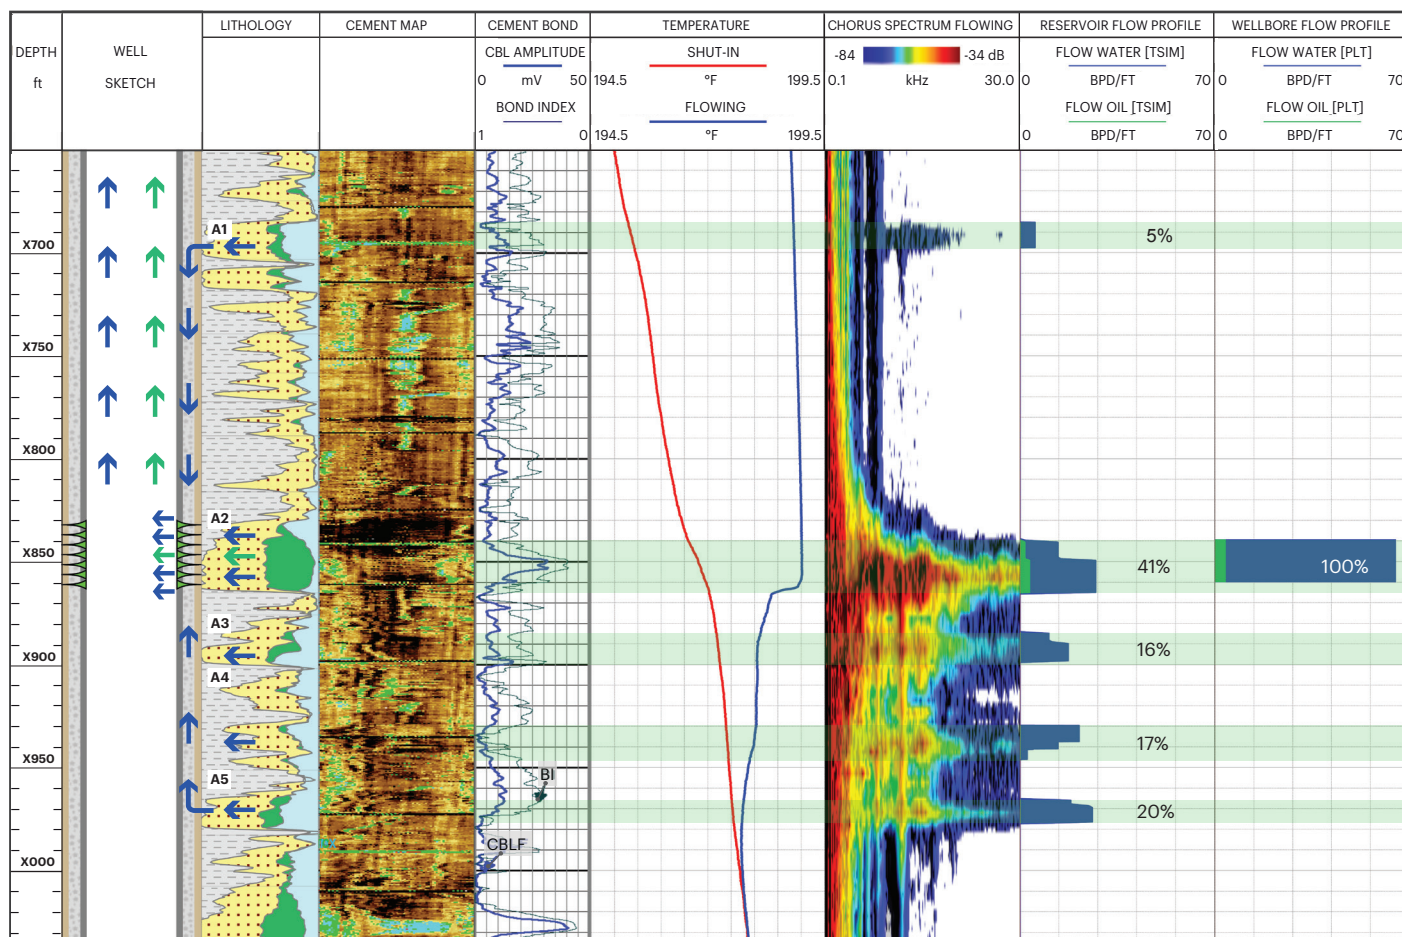 LITHOLOGY CEMENT MAP CEMENT BOND TEMPERATURE CHORUS SPECTRUM FLOWING RESERVOIR FLOW PROFILE WELLBORE FLOW PROFILE
DEPTH WELL CBL AMPLITUDE SHUT-IN -84 -34 dB FLOW WATER [TSIM] FLOW WATER [PLT]
ft SKETCH 0 mV 50 194.5 °F 199.5 0.1 kHz 30.0 0 BPD/FT 70 0 BPD/FT 70
BOND INDEX FLOWING FLOW OIL [TSIM] FLOW OIL [PLT]
1 0 194.5 °F 199.5 0 BPD/FT 70 0 BPD/FT 70
A1
X700 5%
X750
X800
A2
X850 41% 100%
A3
X900 16%
A4
17%
X950
A5 BI
20%
CBLF
X000